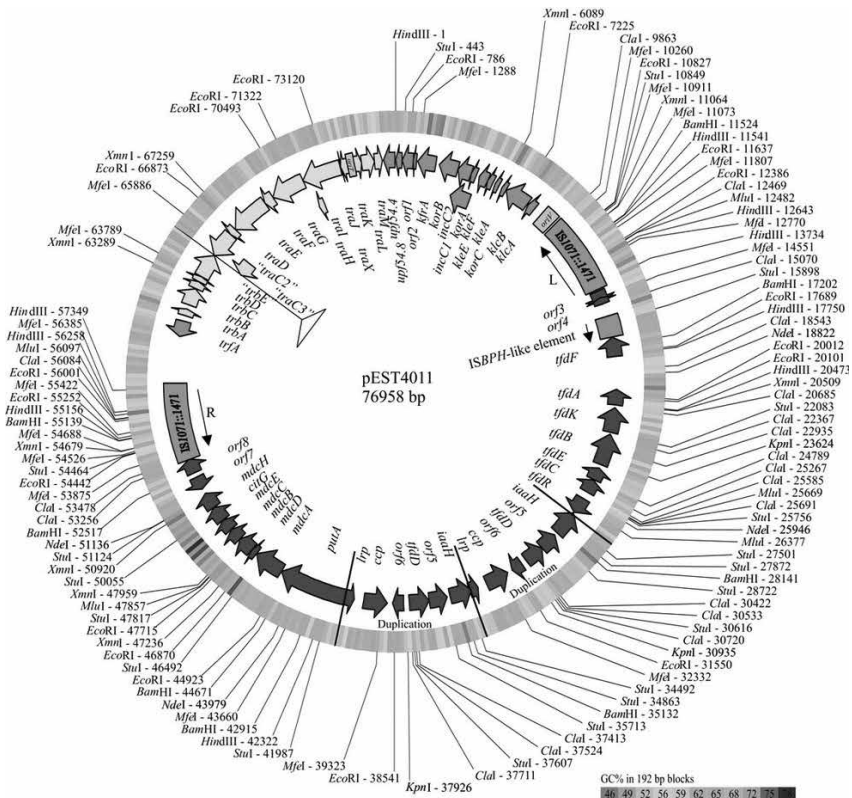 HindIII - 1
StuI - 443
EcoRI - 786
MfeI - 1288
XmnI - 6089
EcoRI - 7225
ClaI - 9863
MfeI - 10260
EcoRI - 10827
StuI - 10849
MfeI - 10911
XmnI - 11064
MfeI - 11073
BamHI - 11524
HindIII - 11541
EcoRI - 11637
MfeI - 11807
EcoRI - 12386
ClaI - 12469
MluI - 12482
HindIII - 12643
MfeI - 12770
HindIII - 13734
MfeI - 14551
ClaI - 15070
StuI - 15898
BamHI - 17202
EcoRI - 17689
HindIII - 17750
ClaI - 18543
NdeI - 18822
EcoRI - 20012
EcoRI - 20101
HindIII - 20473
XmnI - 20509
ClaI - 20685
StuI - 22083
ClaI - 22367
ClaI - 22935
KpnI - 23624
ClaI - 24789
StuI - 25267
ClaI - 25585
MluI - 25669
ClaI - 25691
StuI - 25756
NdeI - 25946
MluI - 26377
StuI - 27501
StuI - 27872
BamHI - 28141
StuI - 28722
ClaI - 30422
ClaI - 30533
StuI - 30616
ClaI - 30720
KpnI - 30935
EcoRI - 31550
MfeI - 32332
StuI - 34492
StuI - 34863
BamHI - 35132
StuI - 35713
ClaI - 37413
ClaI - 37524
StuI - 37607
ClaI - 37711
KpnI - 37926
EcoRI - 38541
MfeI - 39323
StuI - 41987
HindIII - 42322
BamHI - 42915
MfeI - 43660
NdeI - 43979
BamHI - 44671
EcoRI - 44923
StuI - 46492
EcoRI - 46870
XmnI - 47236
EcoRI - 47715
StuI - 47817
MluI - 47857
XmnI - 47959
StuI - 50055
XmnI - 50920
StuI - 51124
NdeI - 51136
BamHI - 52517
ClaI - 53256
ClaI - 53478
MfeI - 53875
EcoRI - 54442
StuI - 54464
MfeI - 54526
XmnI - 54679
MfeI - 54688
BamHI - 55139
HindIII - 55156
EcoRI - 55252
MfeI - 55422
EcoRI - 56001
ClaI - 56084
MluI - 56097
HindIII - 56258
MfeI - 56385
HindIII - 57349
XmnI - 63289
MfeI - 63789
MfeI - 65886
EcoRI - 66873
XmnI - 67259
EcoRI - 70493
EcoRI - 71322
EcoRI - 73120
trfA
trbA
trbB
trbC
trbD
"trbE"
"traC3"
"traC2"
traD
traE
traF
traG
traI
traH
traJ
traX
traK
traL
traM
upf54.8
upf54.4
orf2
orf1
kfrA
incC1
korB
incC2
kleE
korA
kleF
korC
kleA
klcB
klcA
oriV
IS1071::1471
L
orf3
orf4
ISBPH-like element
tfdF
tfdA
tfdK
tfdB
tfdE
tfdC
tfdR
iaaH
orf5
tfdD
orf6
ccp
lrp
Duplication
iaaH
orf5
tfdD
orf6
ccp
lrp
Duplication
putA
mdcA
mdcD
mdcB
mdcC
mdcE
citG
mdcH
orf7
orf8
R
IS1071::1471
pEST4011
76958 bp
GC% in 192 bp blocks
46 49 52 56 59 62 65 68 72 75